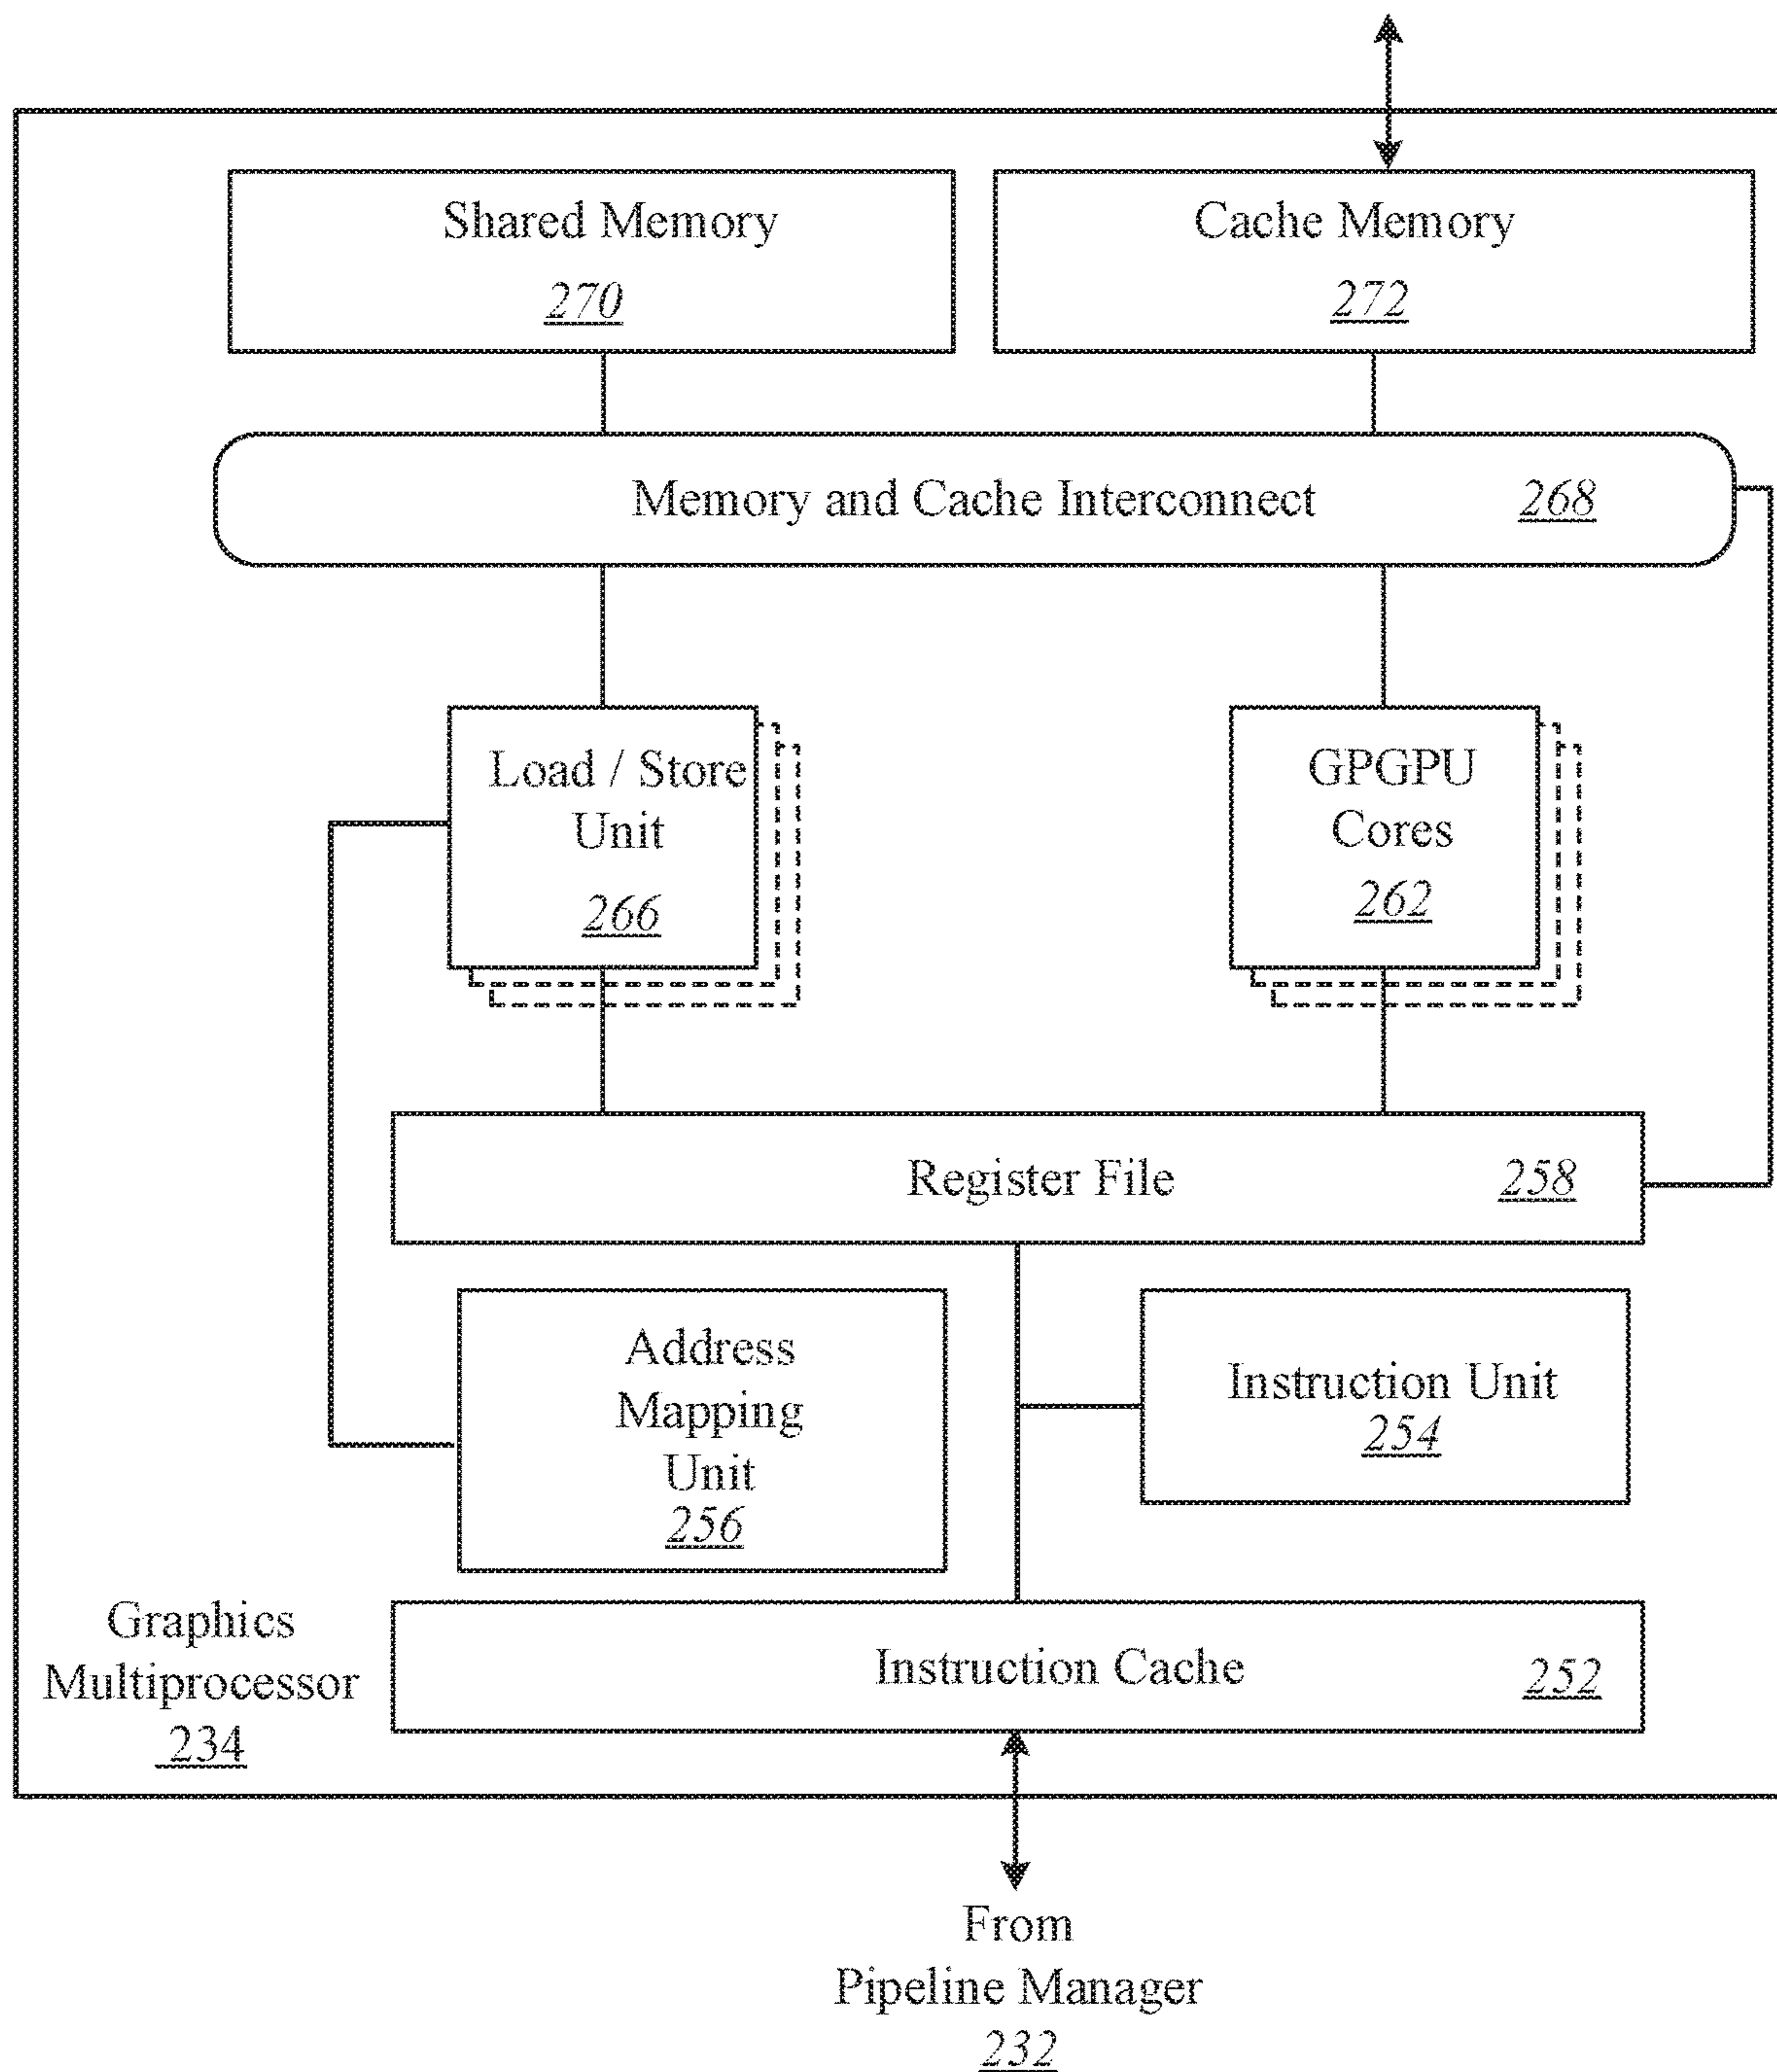 Shared Memory
270
Cache Memory
272
Memory and Cache Interconnect 268
Load / Store
Unit
266
GPGPU
Cores
262
Register File 258
Address
Mapping
Unit
256
Instruction Unit
254
Graphics
Multiprocessor
234
Instruction Cache 252
From
Pipeline Manager
232